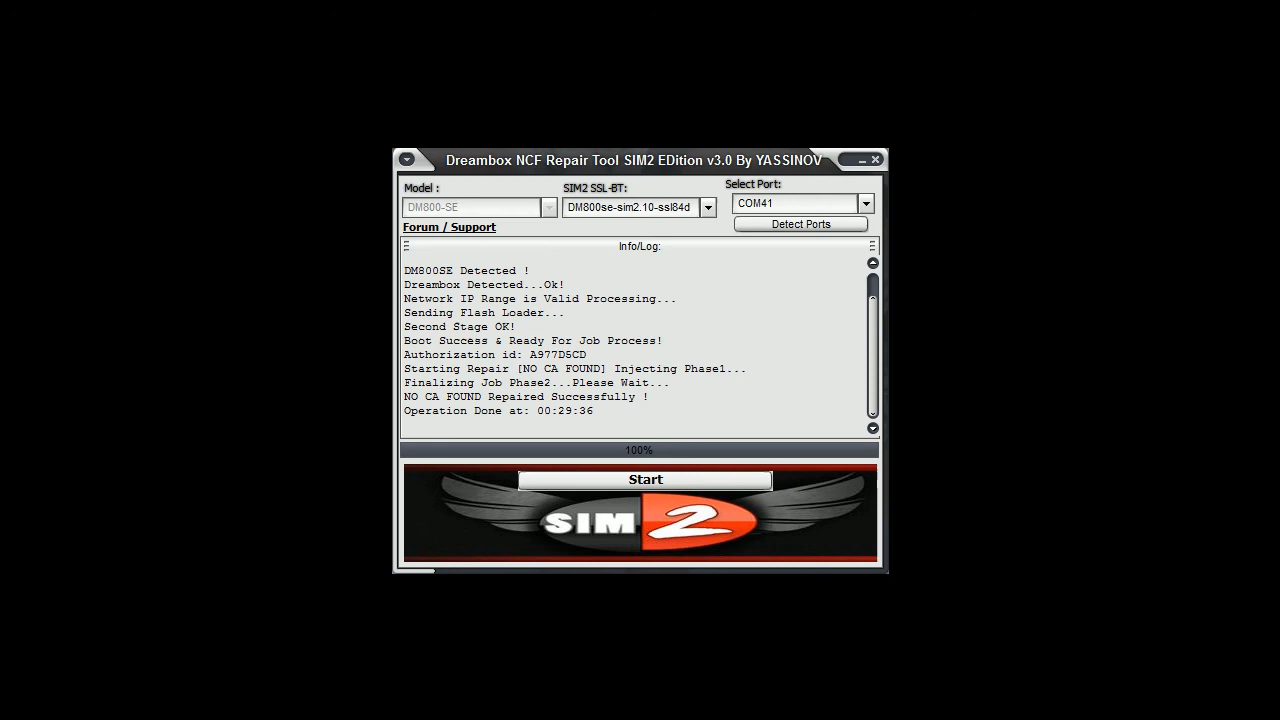 Dreambox NCF Repair Tool SIM2 EDition v3.0 By YASSINOV
Model :
SIM2 SSL-BT:
Select Port:
DM800-SE
DM800se-sim2.10-ssl84d
COM41
Forum / Support
Detect Ports
Info/Log:
DM800SE Detected !
Dreambox Detected...Ok!
Network IP Range is Valid Processing...
Sending Flash Loader...
Second Stage OK!
Boot Success & Ready For Job Process!
Authorization id: A977D5CD
Starting Repair [NO CA FOUND] Injecting Phase1...
Finalizing Job Phase2...Please Wait...
NO CA FOUND Repaired Successfully !
Operation Done at: 00:29:36
100%
Start
SIM 2